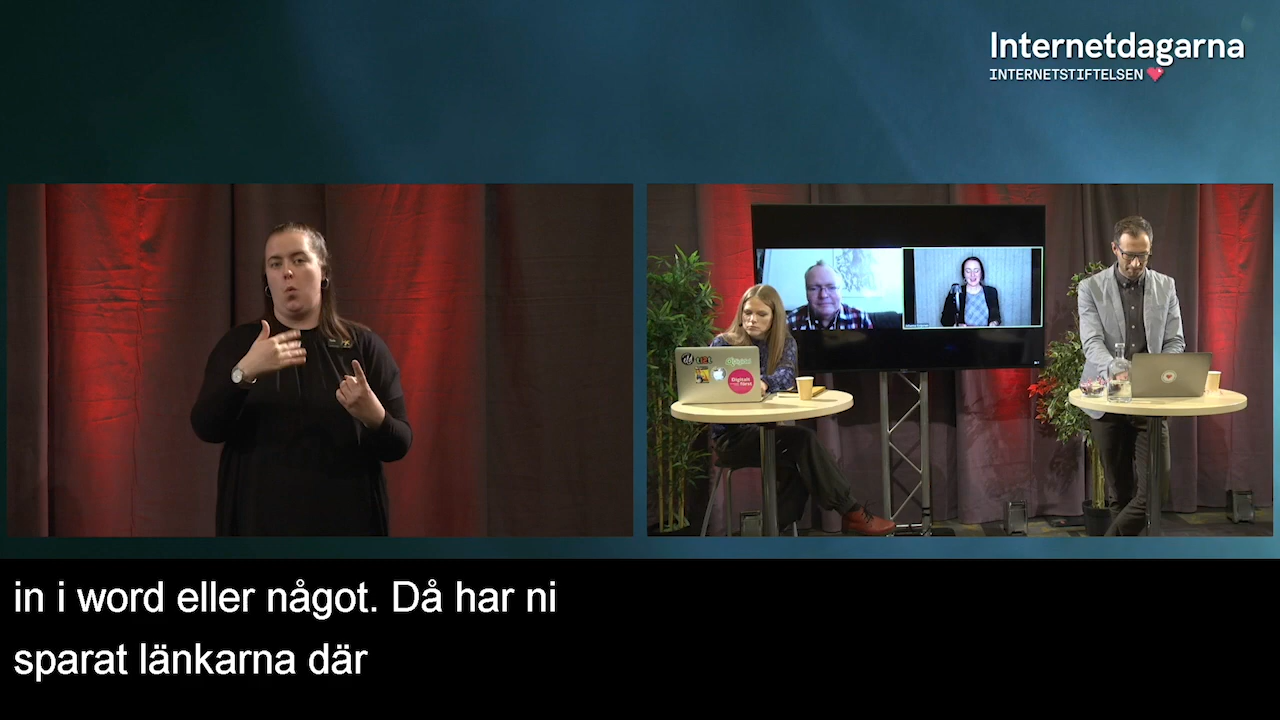 Internetdagarna
INTERNETSTIFTELSEN
in i word eller något. Då har ni
sparat länkarna där